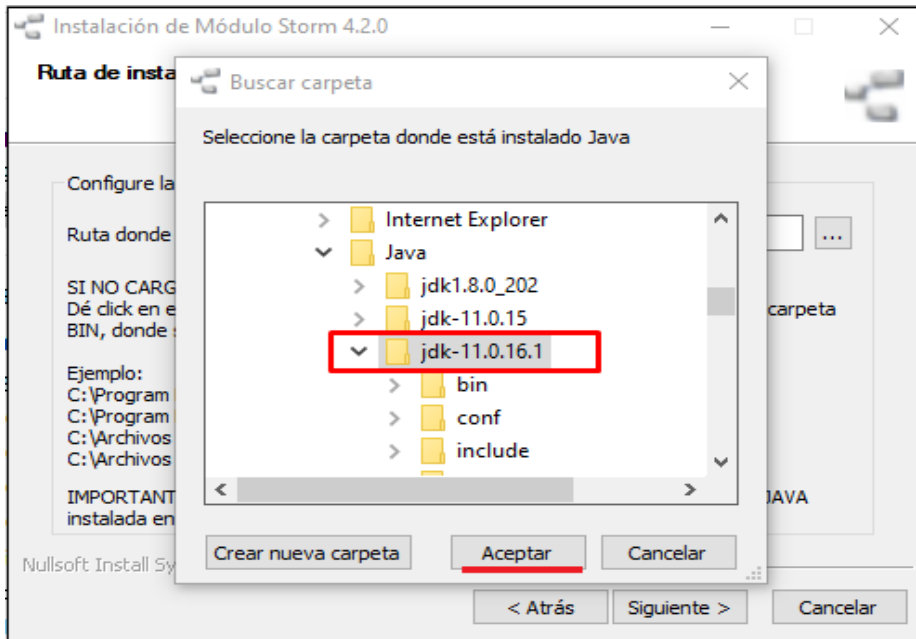 Instalación de Módulo Storm 4.2.0
Ruta de insta
Buscar carpeta
Seleccione la carpeta donde está instalado Java
Configure la
Ruta donde
...
SI NO CARG
Dé click en e
carpeta
BIN, donde
Ejemplo:
C:\Program
C:\Program
C:\Archivos
C:\Archivos
IMPORTANT
JAVA
instalada en
Internet Explorer
Java
jdk1.8.0_202
jdk-11.0.15
jdk-11.0.16.1
bin
conf
include
Crear nueva carpeta
Aceptar
Cancelar
Nullsoft Install Sy
< Atrás
Siguiente >
Cancelar